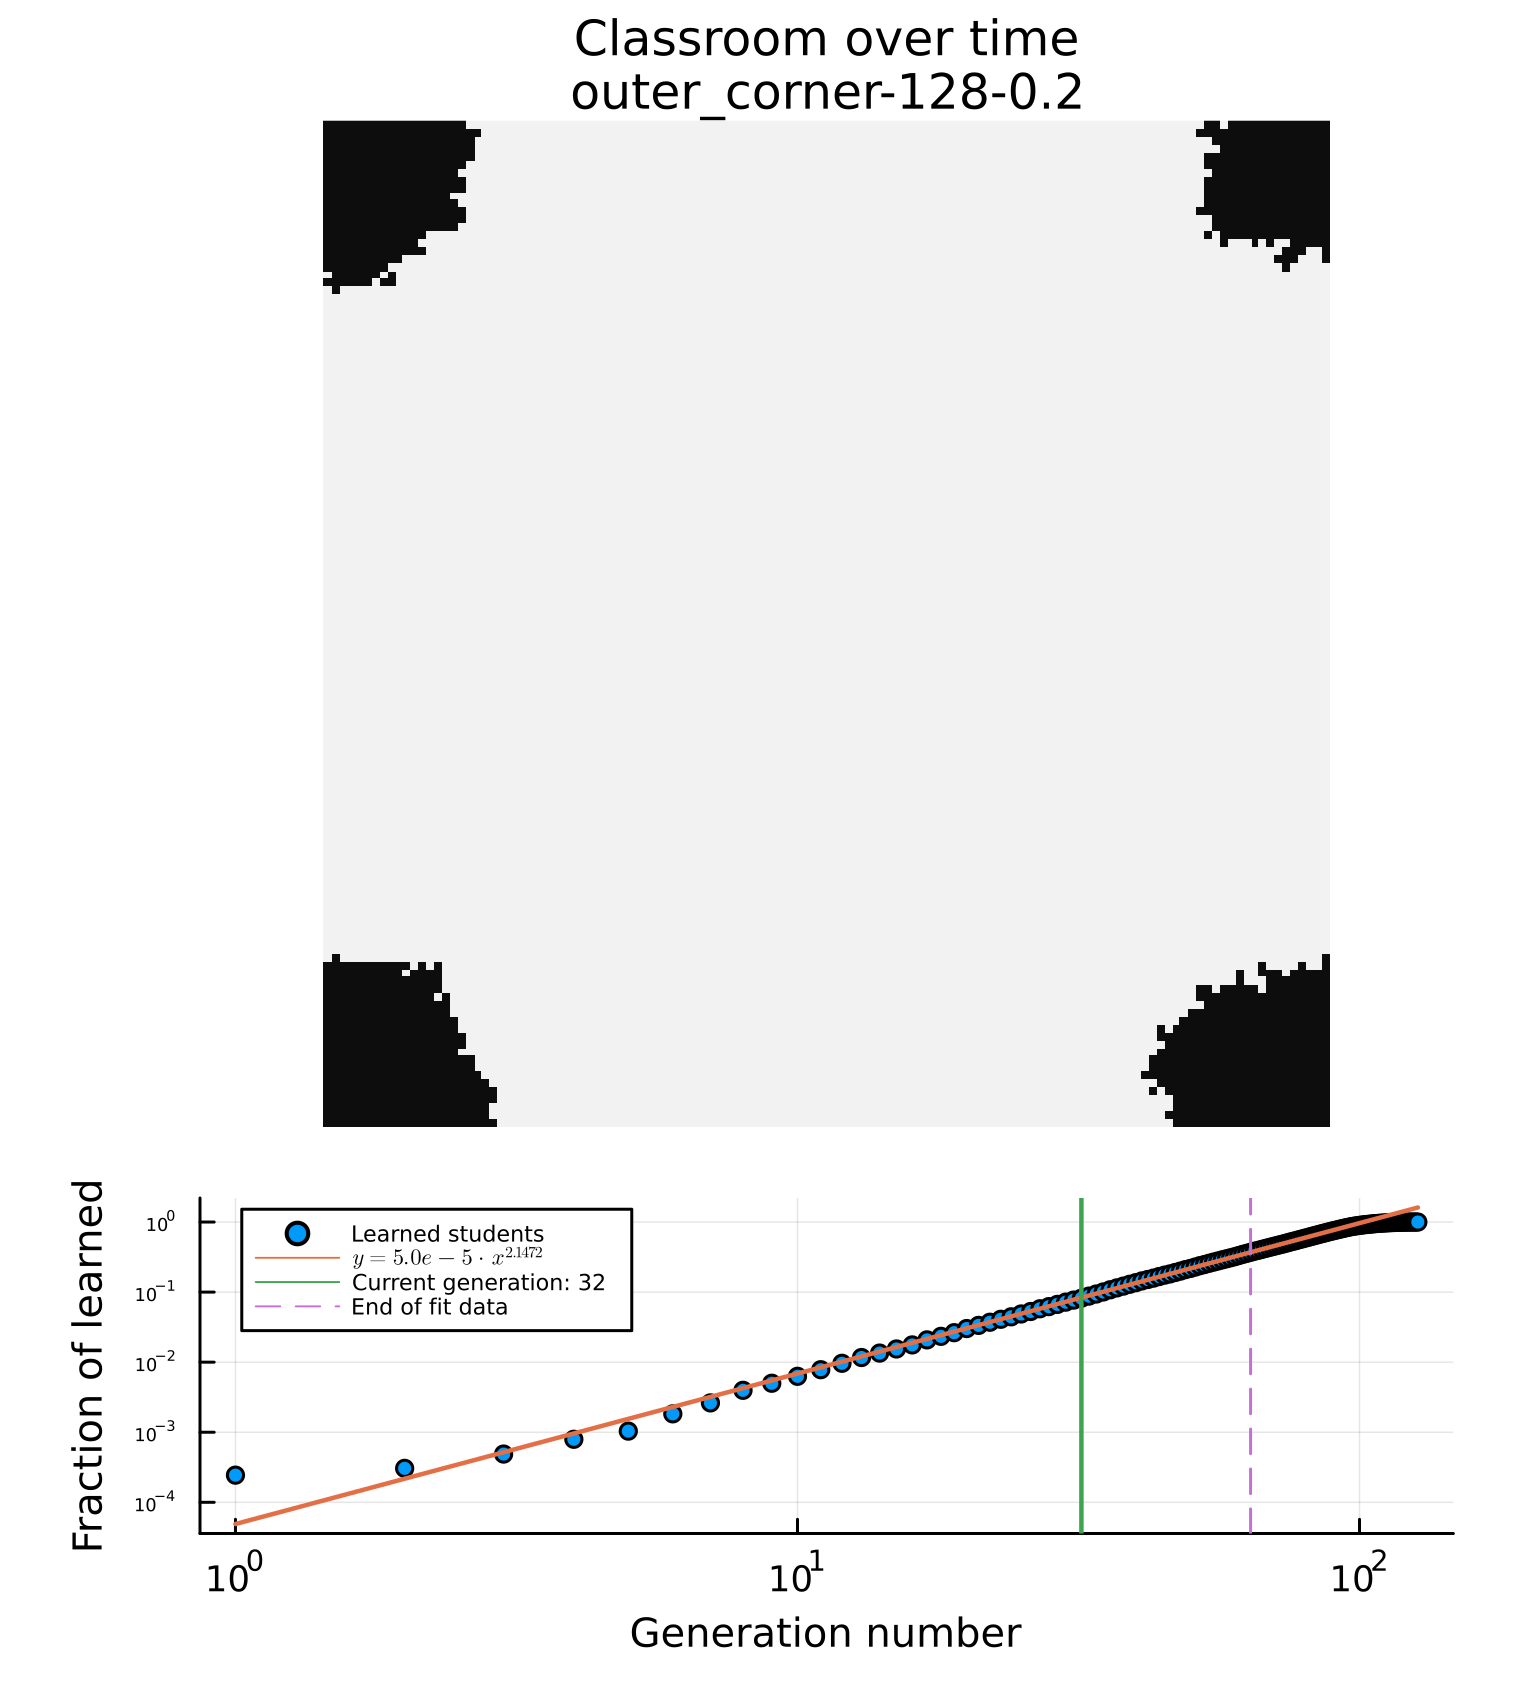 Classroom over time
outer_corner-128-0.2
Fraction of learned
10^0
10^-1
10^-2
10^-3
10^-4
Learned students
y = 5.0e − 5 · x^2.1472
Current generation: 32
End of fit data
10^0 10^1 10^2
Generation number